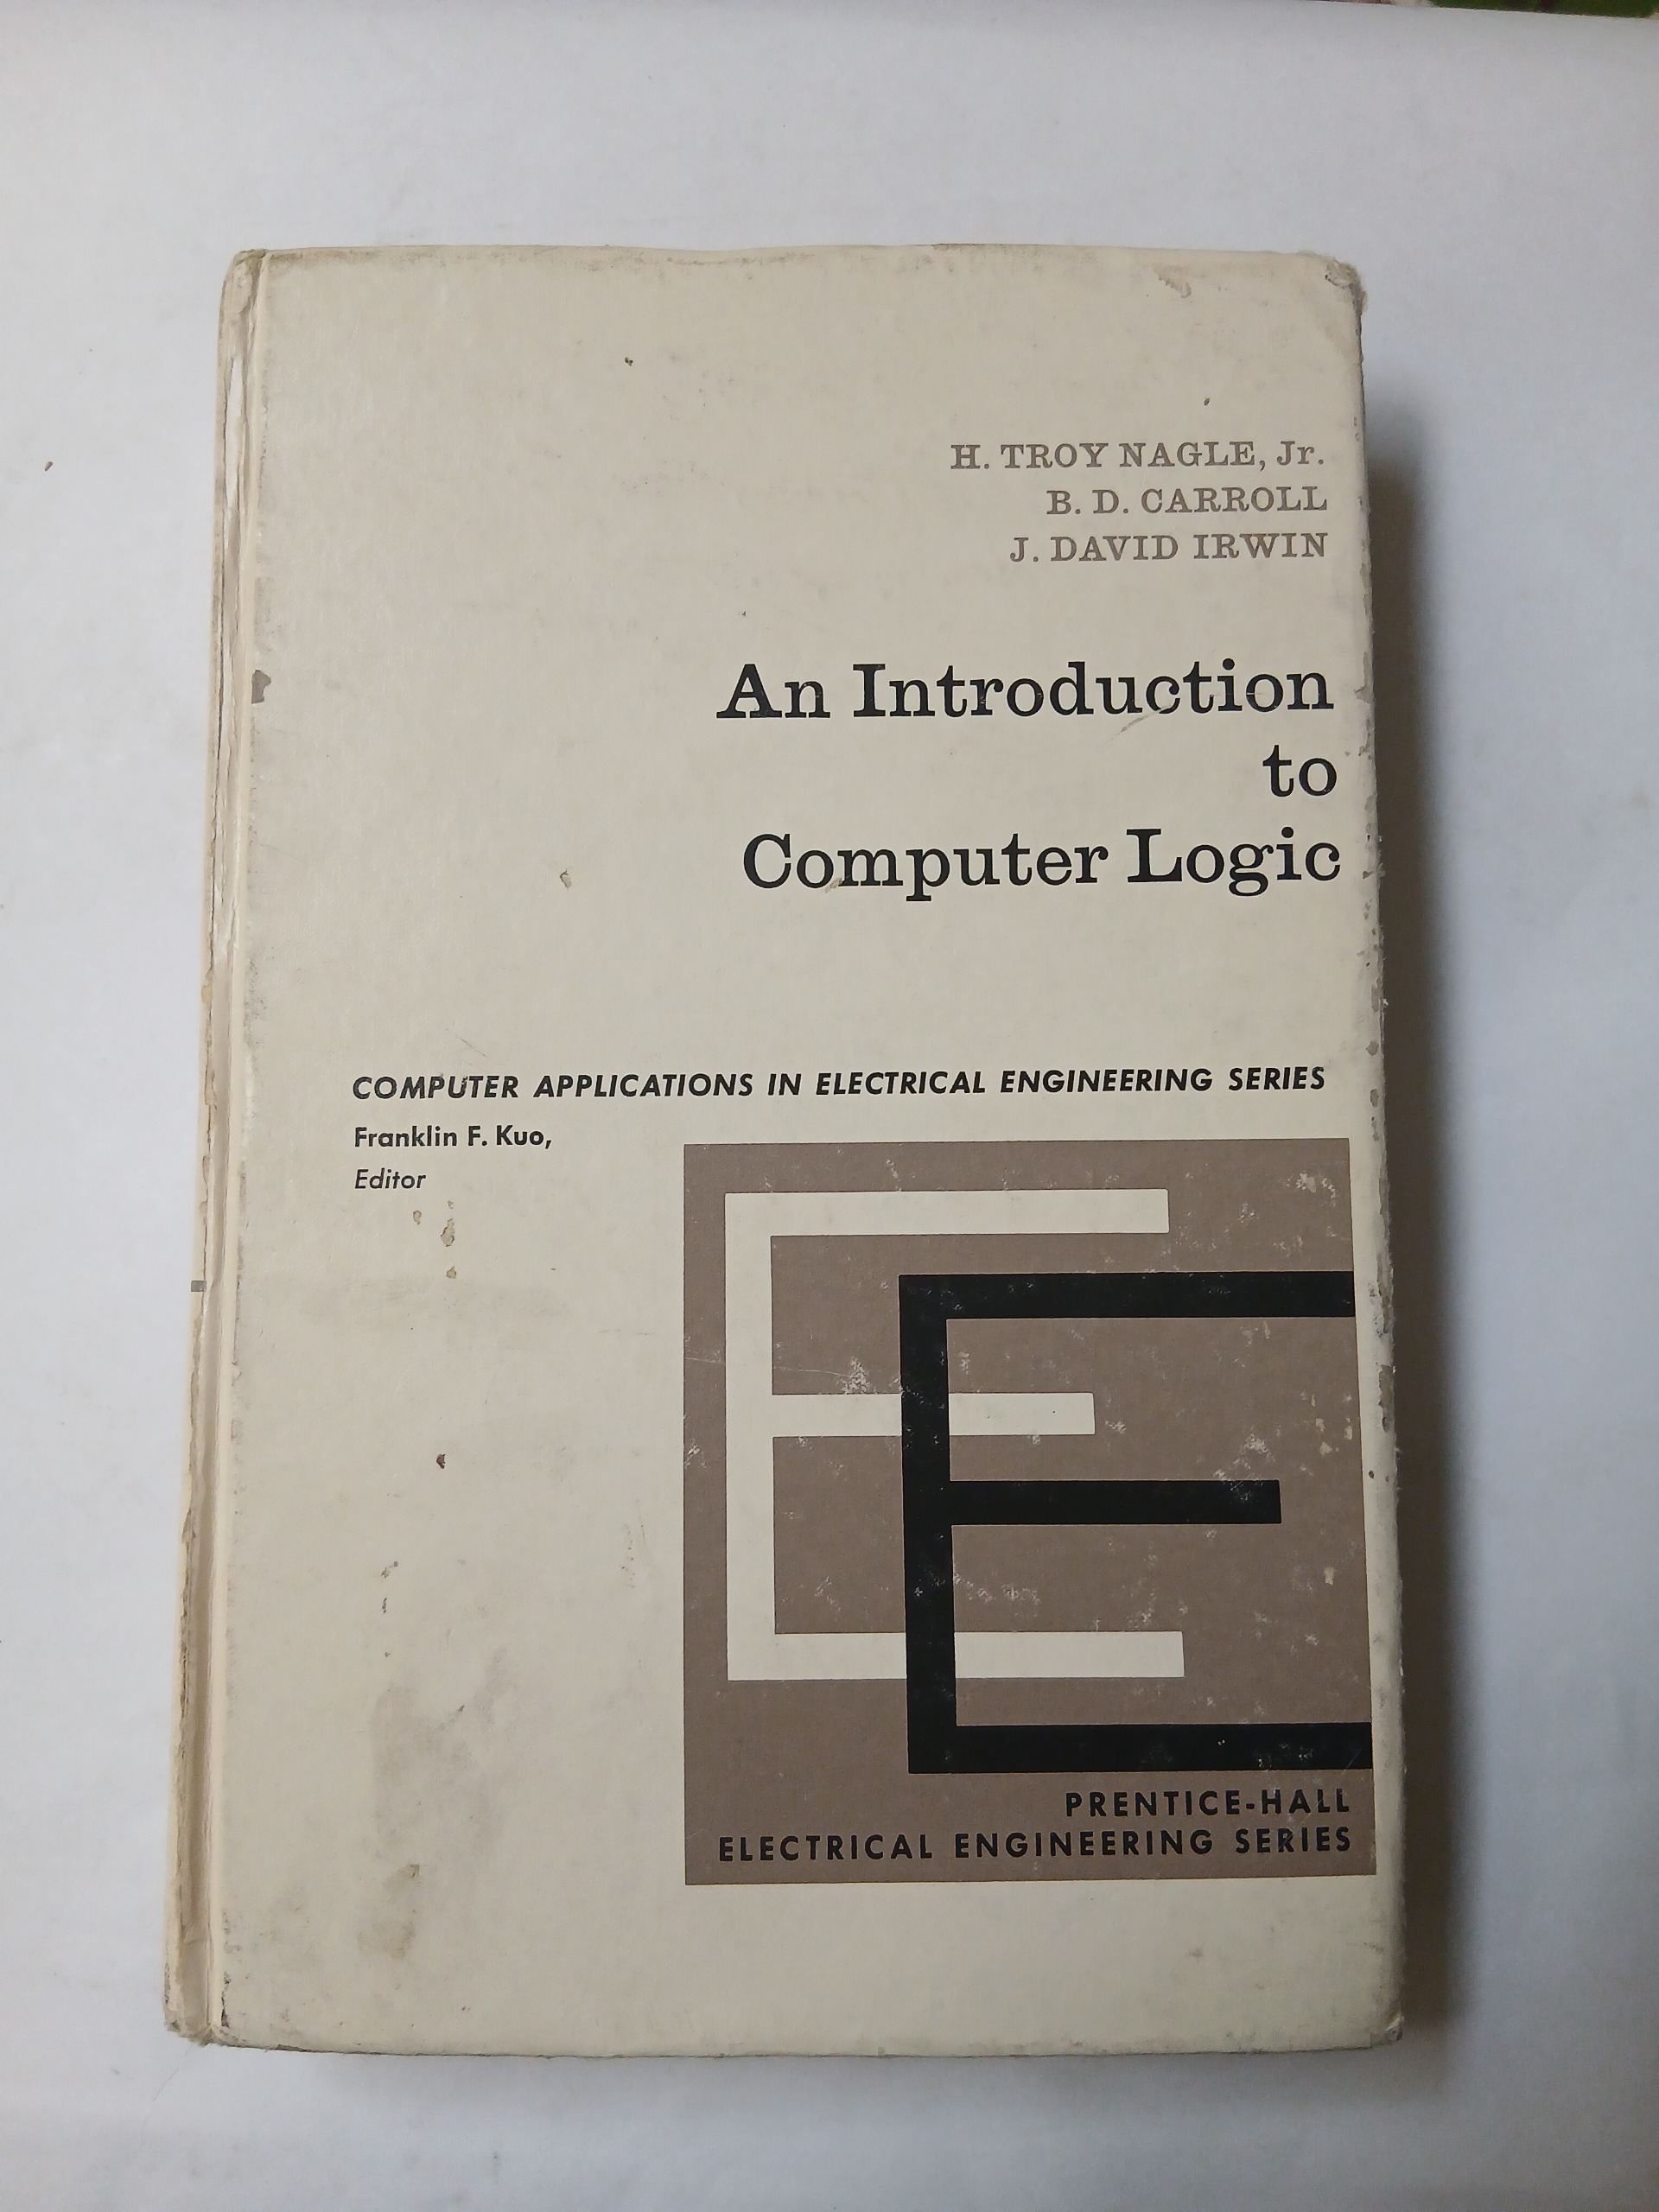 H. TROY NAGLE, Jr.
B. D. CARROLL
J. DAVID IRWIN
An Introduction
to
Computer Logic
COMPUTER APPLICATIONS IN ELECTRICAL ENGINEERING SERIES
Franklin F. Kuo,
Editor
EE
PRENTICE-HALL
ELECTRICAL ENGINEERING SERIES